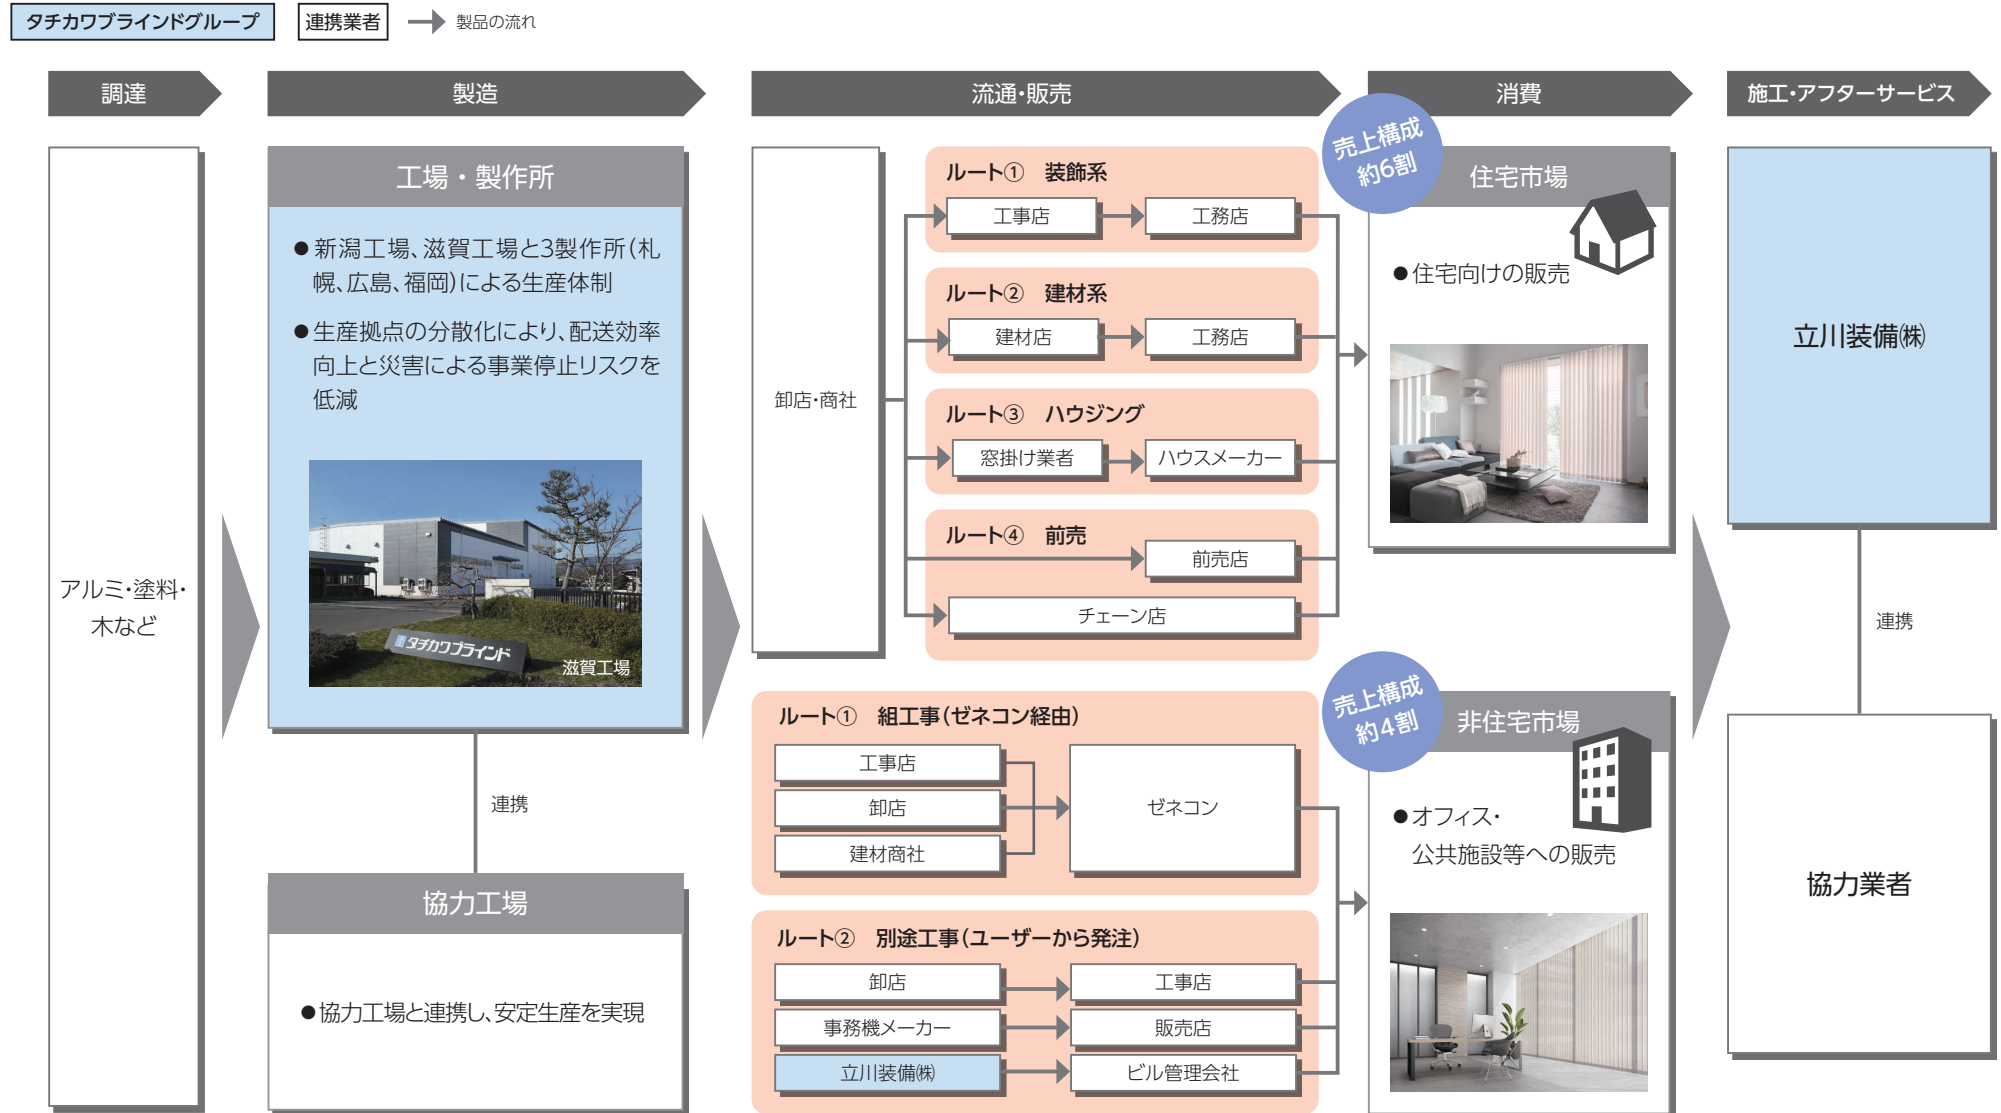 タチカワブラインドグループ
連携業者
製品の流れ
調達
製造
流通・販売
消費
施工・アフターサービス
アルミ・塗料・
木など
工場・製作所
●新潟工場、滋賀工場と3製作所(札
幌、広島、福岡)による生産体制
●生産拠点の分散化により、配送効率
向上と災害による事業停止リスクを
低減
タチカワブラインド
滋賀工場
連携
協力工場
●協力工場と連携し、安定生産を実現
卸店・商社
ルート① 装飾系
工事店
工務店
ルート② 建材系
建材店
工務店
ルート③ ハウジング
窓掛け業者
ハウスメーカー
ルート④ 前売
前売店
チェーン店
ルート① 組工事(ゼネコン経由)
工事店
卸店
建材商社
ゼネコン
ルート② 別途工事(ユーザーから発注)
卸店
工事店
事務機メーカー
販売店
立川装備㈱
ビル管理会社
売上構成
約6割
住宅市場
●住宅向けの販売
売上構成
約4割
非住宅市場
●オフィス・
公共施設等への販売
立川装備㈱
連携
協力業者